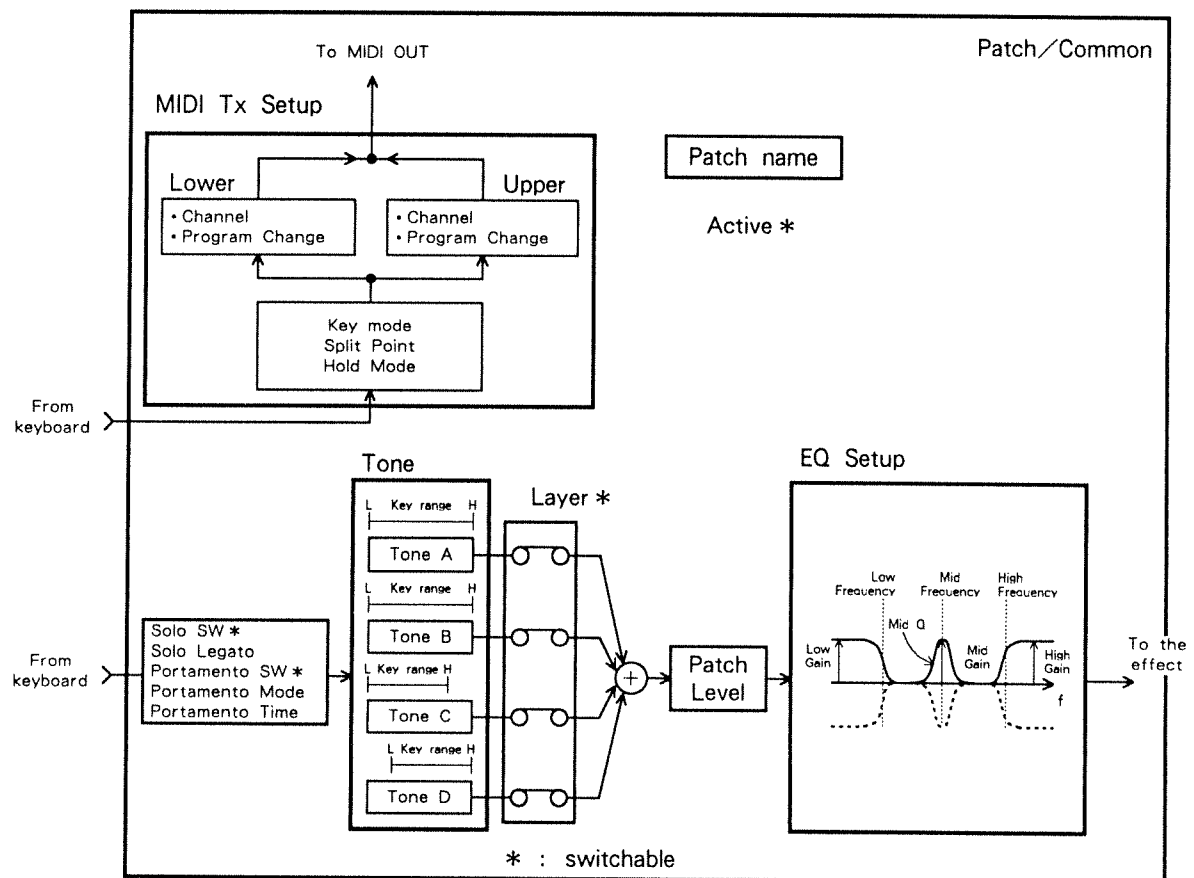 Patch/Common
To MIDI OUT
MIDI Tx Setup
Patch name
Active *
Lower
Upper
• Channel
• Program Change
• Channel
• Program Change
Key mode
Split Point
Hold Mode
From
keyboard
Tone
L Key range H
Tone A
L Key range H
Tone B
L Key range H
Tone C
L Key range H
Tone D
Layer *
From
keyboard
Solo SW *
Solo Legato
Portamento SW *
Portamento Mode
Portamento Time
+
Patch
Level
EQ Setup
Low
Frequency
Mid
Frequency
High
Frequency
Mid Q
Low
Gain
Mid
Gain
High
Gain
f
To the
effect
* : switchable